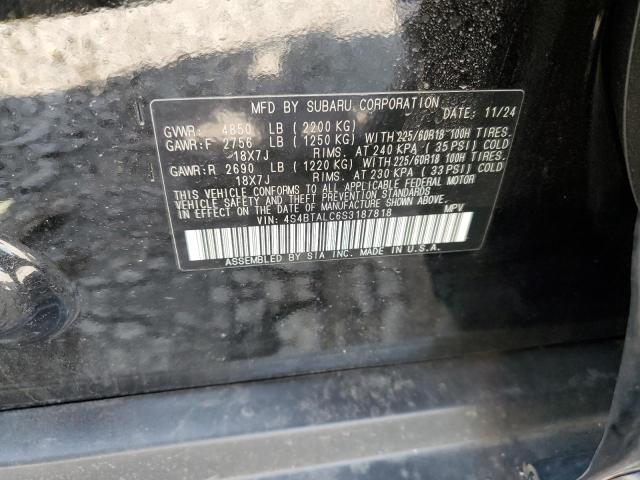 MFD BY SUBARU CORPORATION DATE: 11/24
GVWR: 4850 LB (2200 KG)
GAWR:F 2756 LB (1250 KG) WITH 225/60R18 100H TIRES.
18X7J RIMS. AT 240 KPA (35 PSI) COLD
GAWR:R 2690 LB (1220 KG) WITH 225/60R18 100H TIRES.
18X7J RIMS. AT 230 KPA (33 PSI) COLD
THIS VEHICLE CONFORMS TO ALL APPLICABLE FEDERAL MOTOR
VEHICLE SAFETY AND THEFT PREVENTION STANDARDS
IN EFFECT ON THE DATE OF MANUFACTURE SHOWN ABOVE.
VIN: 4S4BTALC6S3187818 MPV
ASSEMBLED BY SIA INC. MADE IN U.S.A.